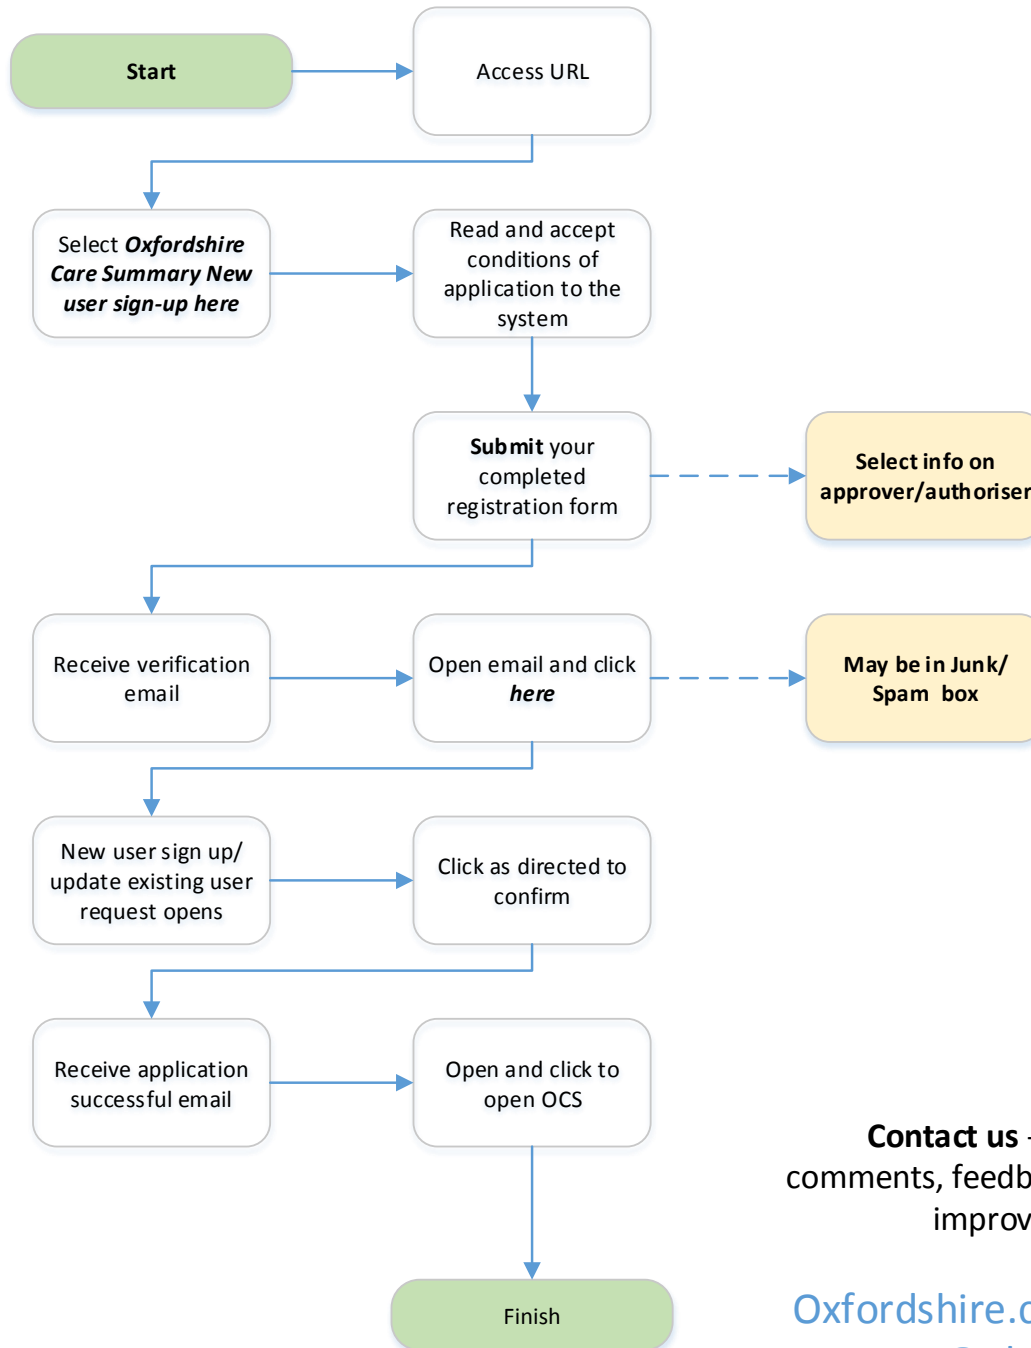 Start
Access URL
Select Oxfordshire
Care Summary New
user sign-up here
Read and accept
conditions of
application to the
system
Submit your
completed
registration form
Select info on
approver/authoriser
Receive verification
email
Open email and click
here
May be in Junk/
Spam box
New user sign up/
update existing user
request opens
Click as directed to
confirm
Receive application
successful email
Open and click to
open OCS
Contact us
comments, feedb
improv
Finish
Oxfordshire.c